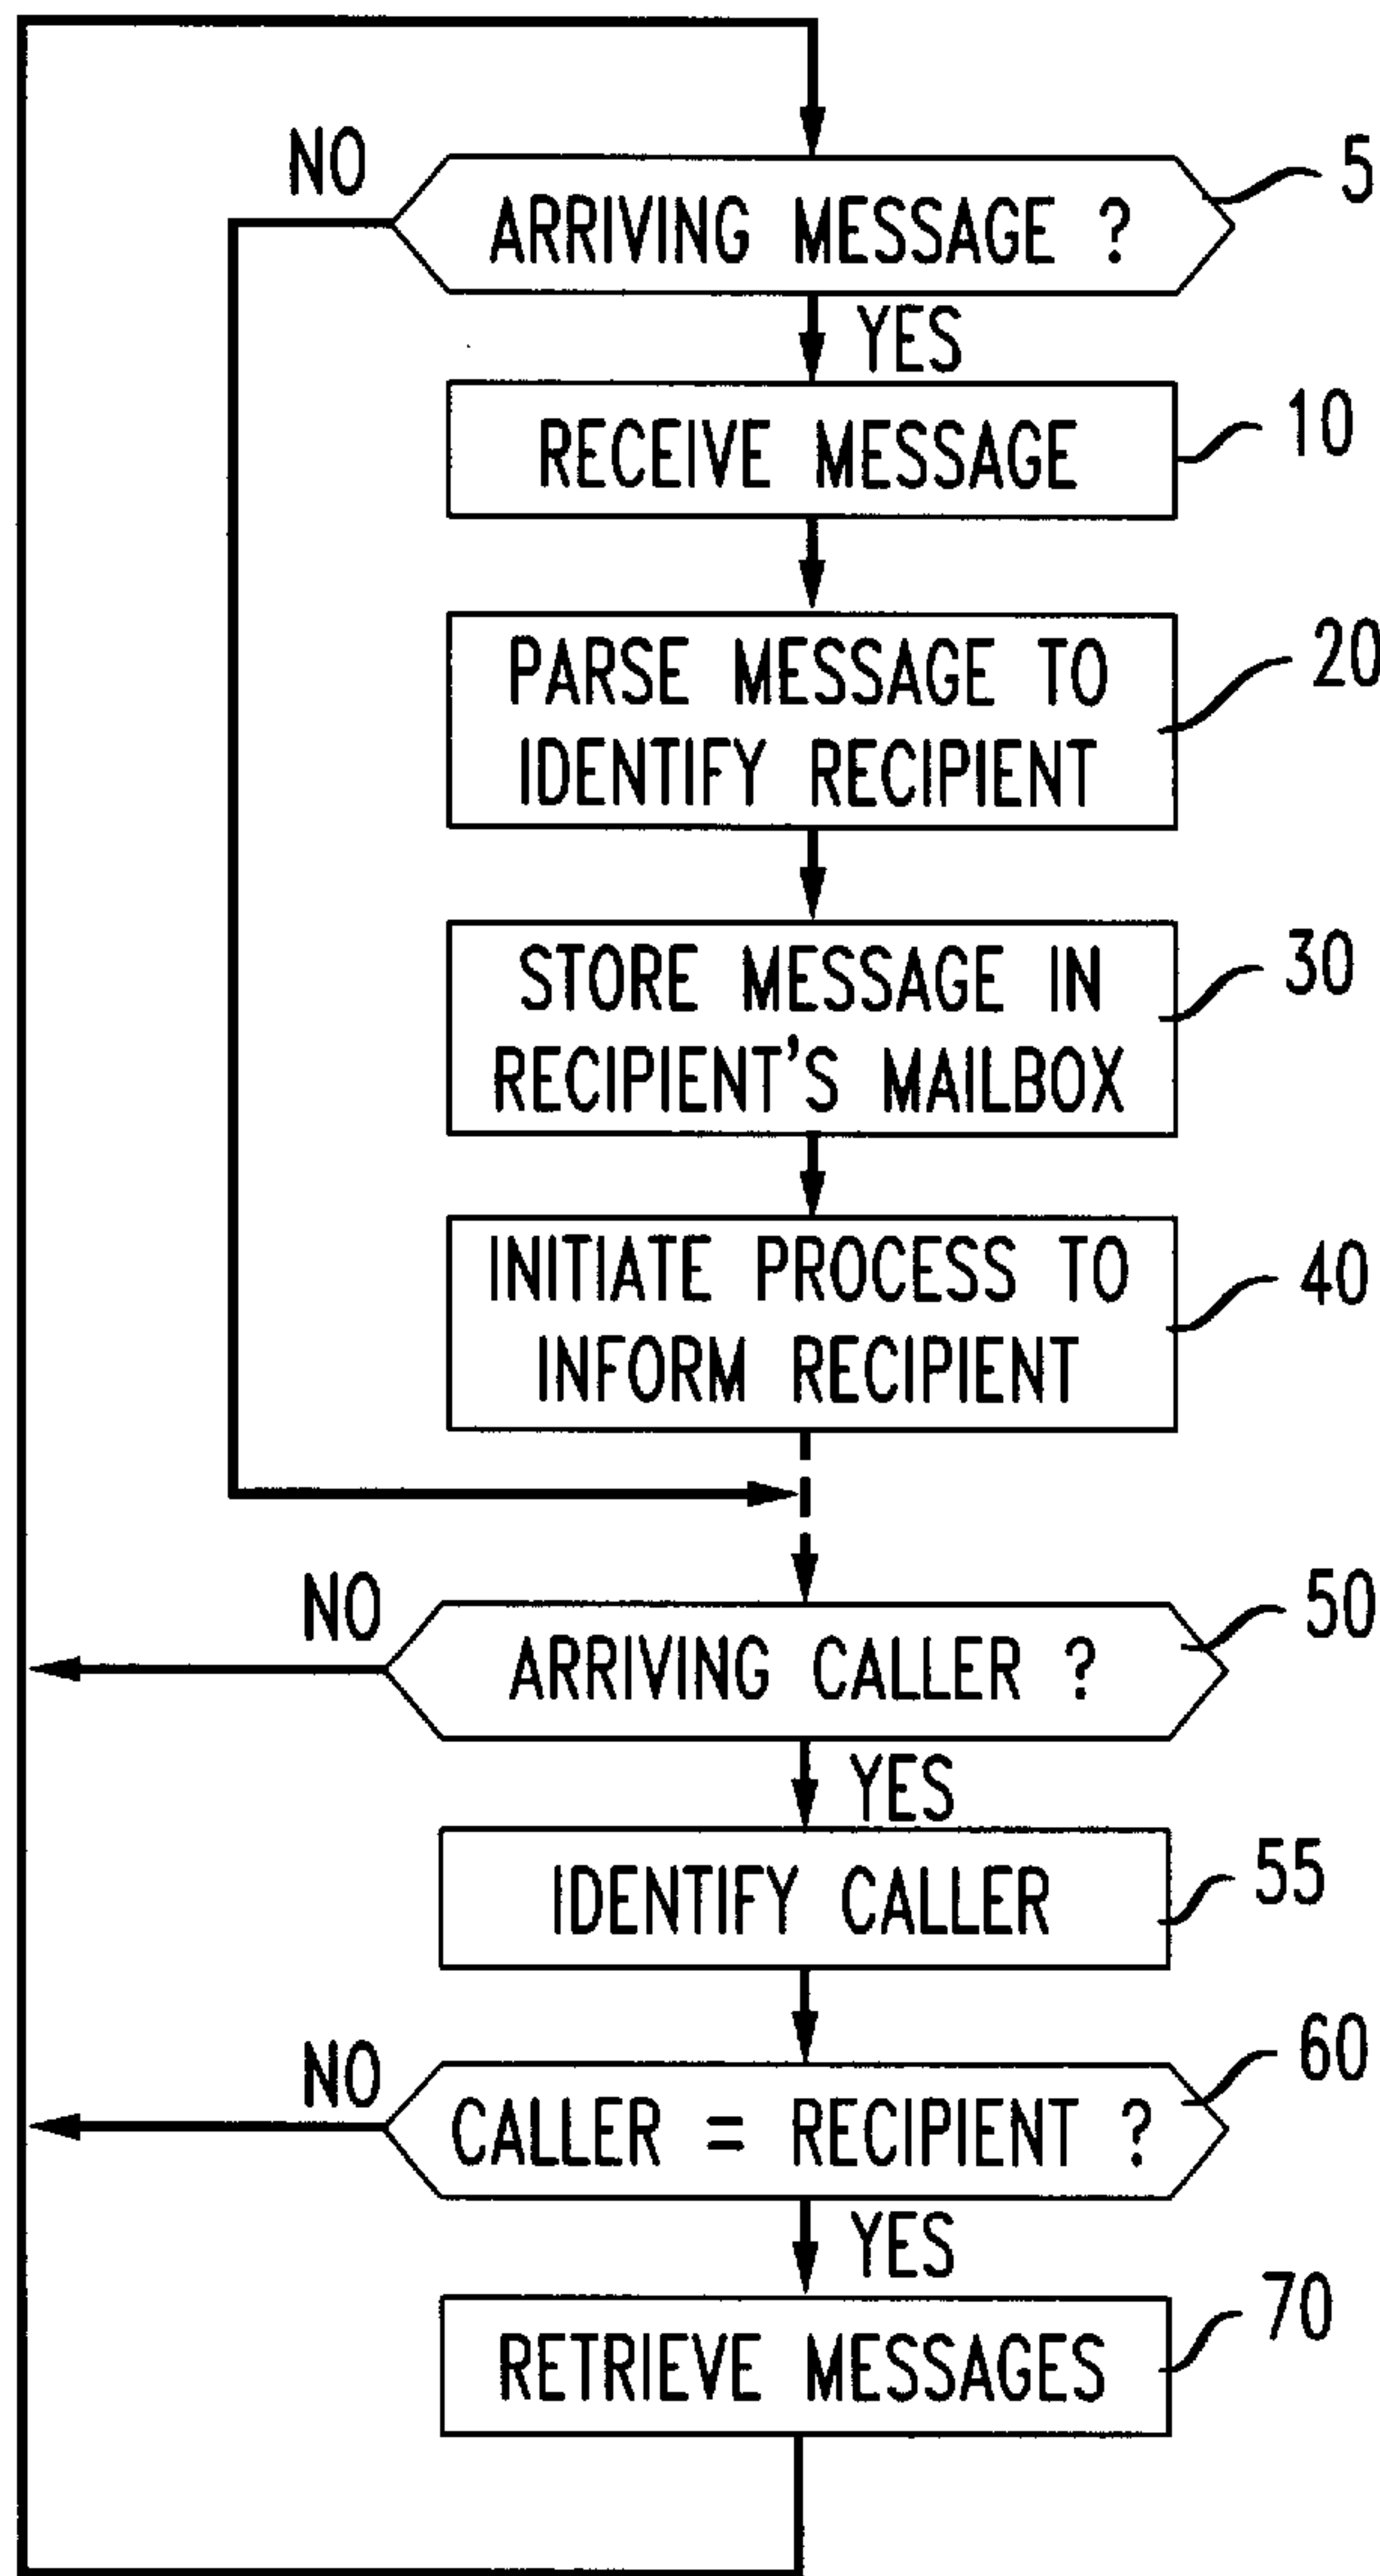 NO
ARRIVING MESSAGE ?
5
YES
RECEIVE MESSAGE
10
PARSE MESSAGE TO
IDENTIFY RECIPIENT
20
STORE MESSAGE IN
RECIPIENT'S MAILBOX
30
INITIATE PROCESS TO
INFORM RECIPIENT
40
NO
ARRIVING CALLER ?
50
YES
IDENTIFY CALLER
55
NO
CALLER = RECIPIENT ?
60
YES
RETRIEVE MESSAGES
70